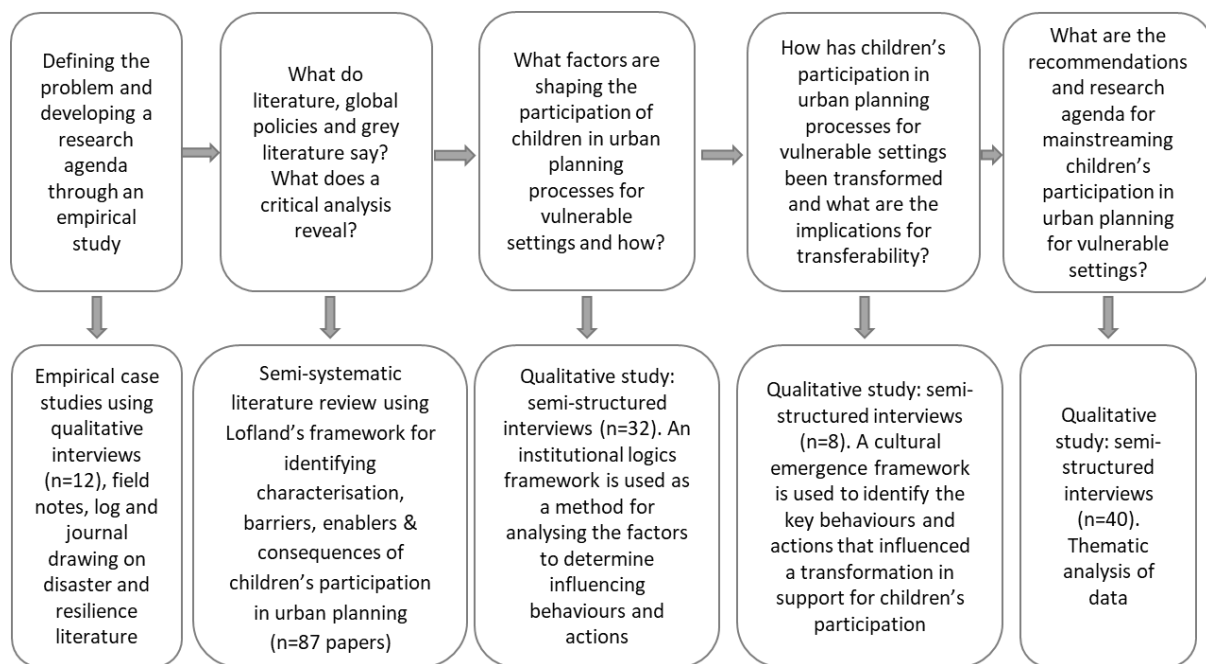 Defining the
problem and
developing a
research
agenda
through an
empirical
study
What do
literature, global
policies and grey
literature say?
What does a
critical analysis
reveal?
What factors are
shaping the
participation of
children in urban
planning
processes for
vulnerable
settings and how?
How has children’s
participation in
urban planning
processes for
vulnerable settings
been transformed
and what are the
implications for
transferability?
What are the
recommendations
and research
agenda for
mainstreaming
children’s
participation in
urban planning
for vulnerable
settings?
Empirical case
studies using
qualitative
interviews
(n=12), field
notes, log and
journal
drawing on
disaster and
resilience
literature
Semi-systematic
literature review using
Lofland’s framework for
identifying
characterisation,
barriers, enablers &
consequences of
children’s participation
in urban planning
(n=87 papers)
Qualitative study:
semi-structured
interviews (n=32). An
institutional logics
framework is used as
a method for
analysing the factors
to determine
influencing
behaviours and
actions
Qualitative study: semi-
structured interviews
(n=8). A cultural
emergence framework
is used to identify the
key behaviours and
actions that influenced
a transformation in
support for children’s
participation
Qualitative
study: semi-
structured
interviews
(n=40).
Thematic
analysis of
data